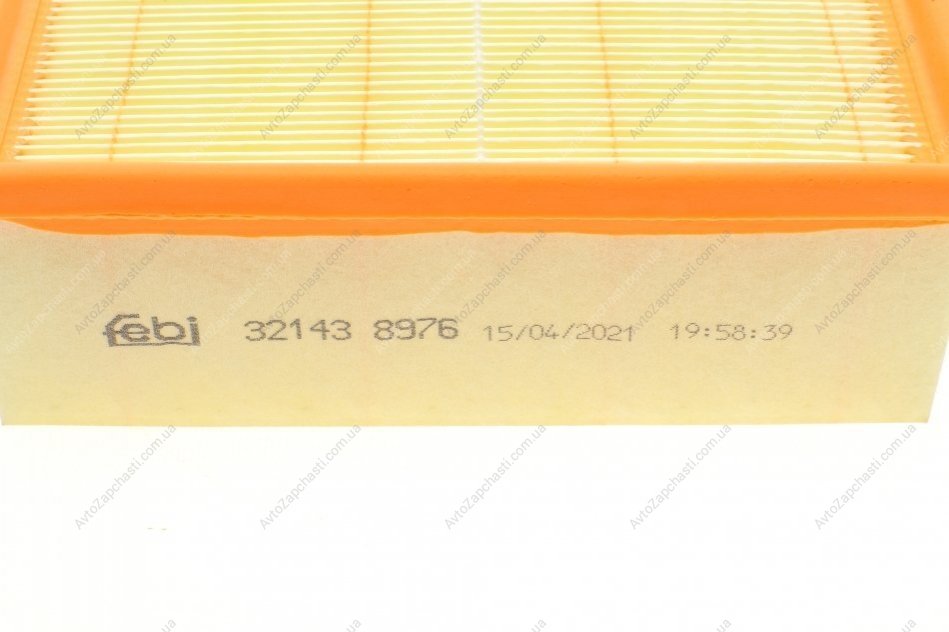 febi 32143 8976 15/04/2021 19:58:39
AvtoZapchasti.com.ua